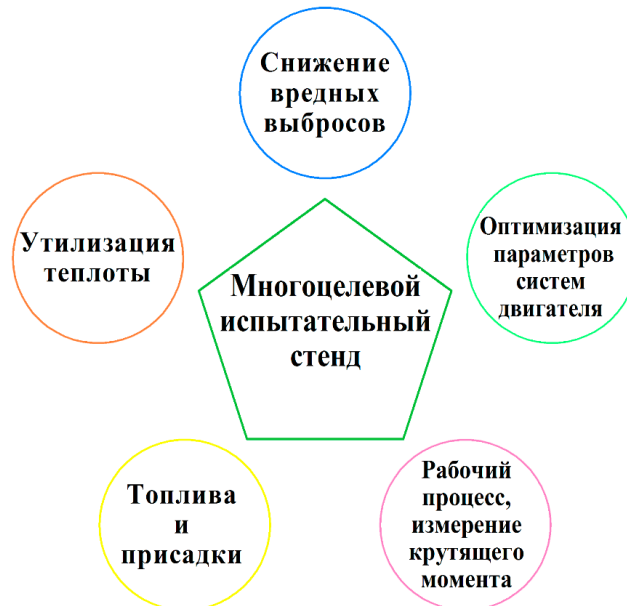 Снижение
вредных
выбросов
Утилизация
теплоты
Оптимизация
параметров
систем
двигателя
Многоцелевой
испытательный
стенд
Топлива
и
присадки
Рабочий
процесс,
измерение
крутящего
момента